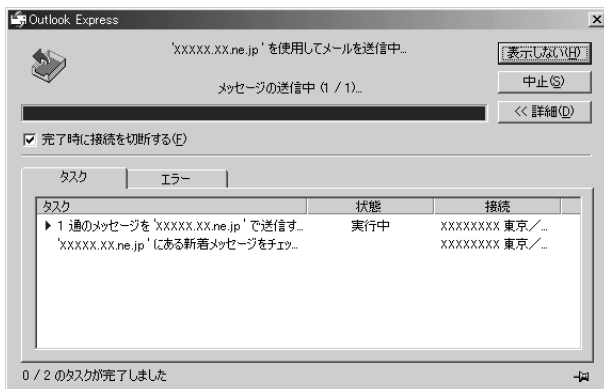 Outlook Express
'xxxxx.xx.ne.jp' を使用してメールを送信中...
表示しない(H)
メッセージの送信中 (1 / 1)...
中止(S)
<< 詳細(D)
完了時に接続を切断する(F)
タスク エラー
タスク 状態 接続
1 通のメッセージを 'xxxxx.xx.ne.jp' で送信す... 実行中 XXXXXXXX 東京／...
'xxxxx.xx.ne.jp' にある新着メッセージをチェッ... XXXXXXXX 東京／...
0 / 2 のタスクが完了しました